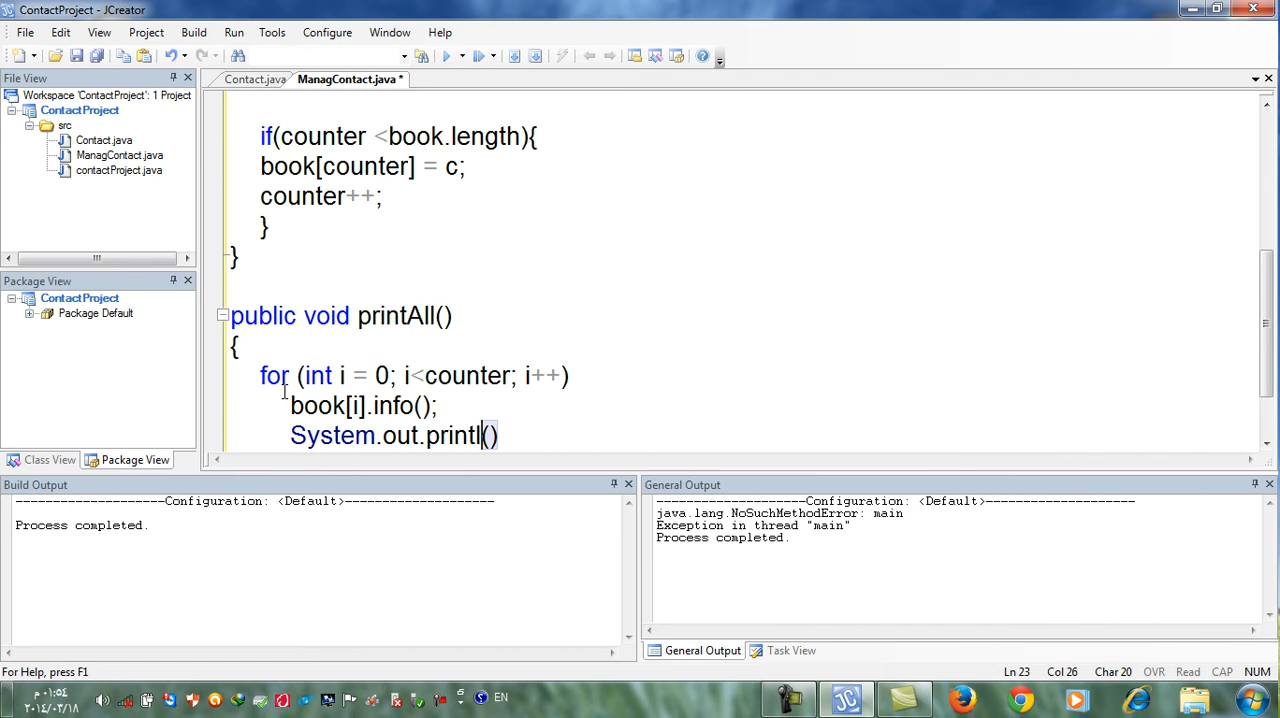 ContactProject - JCreator
File Edit View Project Build Run Tools Configure Window Help
File View
Workspace 'ContactProject': 1 Project
ContactProject
src
Contact.java
ManagContact.java
contactProject.java
Package View
ContactProject
Package Default
Class View Package View
Contact.java ManagContact.java *
if(counter <book.length){
book[counter] = c;
counter++;
}
}
public void printAll()
{
for (int i = 0; i<counter; i++)
book[i].info();
System.out.printl()
Build Output
--------------------Configuration: <Default>--------------------
Process completed.
General Output
--------------------Configuration: <Default>--------------------
java.lang.NoSuchMethodError: main
Exception in thread "main"
Process completed.
General Output Task View
For Help, press F1
Ln 23 Col 26 Char 20 OVR Read CAP NUM
EN
٠١:٥٤ م
٢٠١٤/٠٣/١٨